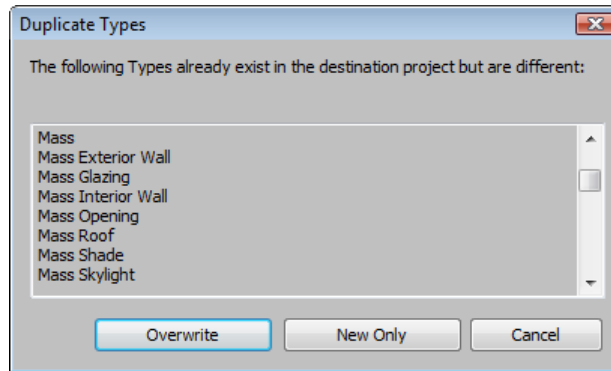 Duplicate Types
The following Types already exist in the destination project but are different:
Mass
Mass Exterior Wall
Mass Glazing
Mass Interior Wall
Mass Opening
Mass Roof
Mass Shade
Mass Skylight
Overwrite New Only Cancel